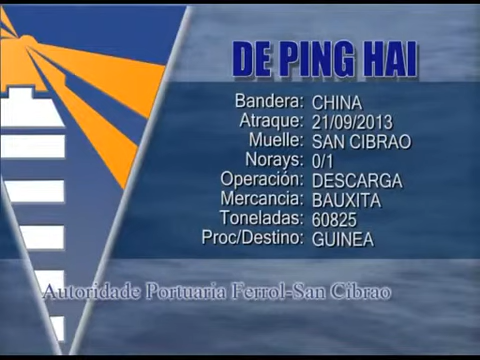 DE PING HAI
Bandera: CHINA
Atraque: 21/09/2013
Muelle: SAN CIBRAO
Norays: 0/1
Operación: DESCARGA
Mercancia: BAUXITA
Toneladas: 60825
Proc/Destino: GUINEA
Autoridade Portuaria Ferrol-San Cibrao